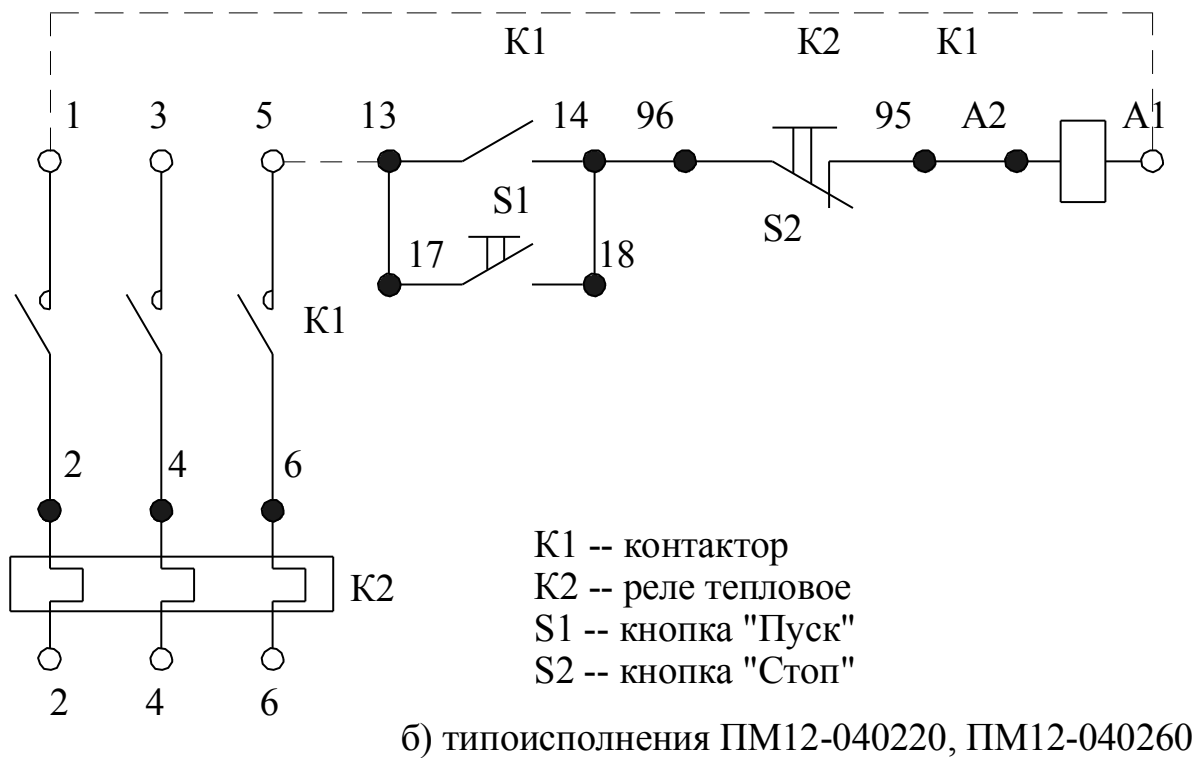 К1 К2 К1
1 3 5 13 14 96 95 А2 А1
S1 S2
17 18
К1
2 4 6
К1 -- контактор
К2 К2 -- реле тепловое
S1 -- кнопка "Пуск"
S2 -- кнопка "Стоп"
2 4 6
б) типоисполнения ПМ12-040220, ПМ12-040260